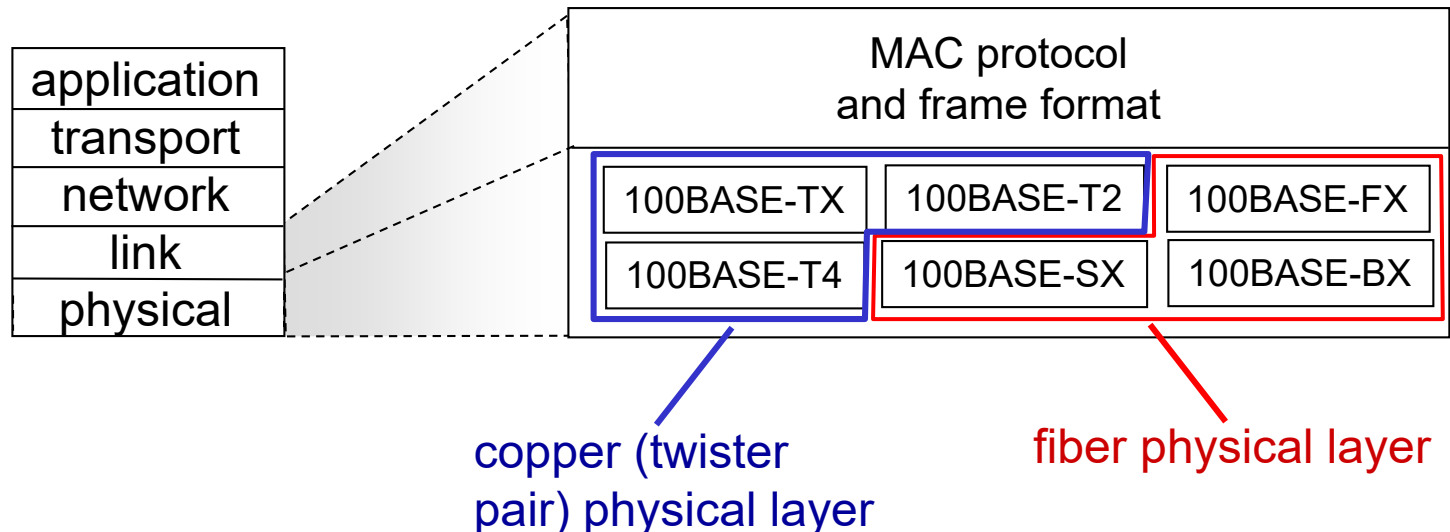 application
transport
network
link
physical
MAC protocol
and frame format
100BASE-TX
100BASE-T2
100BASE-FX
100BASE-T4
100BASE-SX
100BASE-BX
copper (twister
pair) physical layer
fiber physical layer